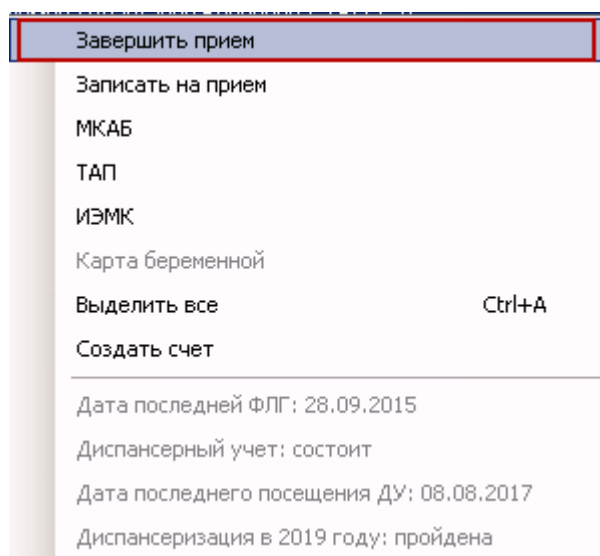 Завершить прием
Записать на прием
МКАБ
ТАП
ИЭМК
Карта беременной
Выделить все Ctrl+A
Создать счет
Дата последней ФЛГ: 28.09.2015
Диспансерный учет: состоит
Дата последнего посещения ДУ: 08.08.2017
Диспансеризация в 2019 году: пройдена